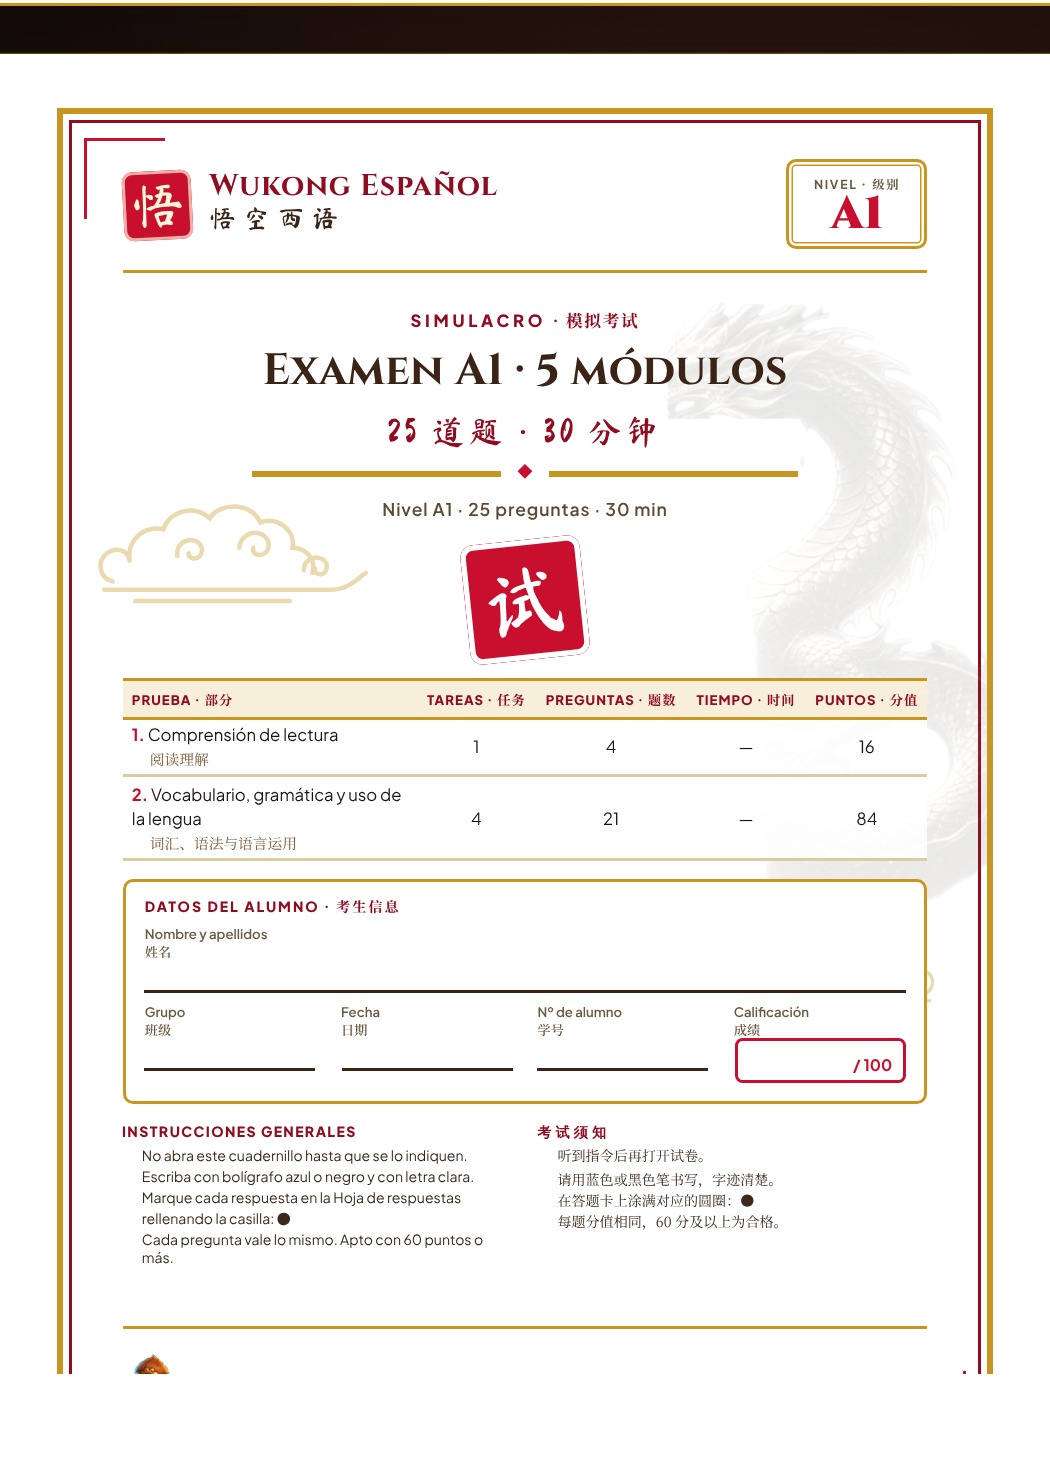 悟
Wukong Español
悟空西语
NIVEL · 级别
A1
SIMULACRO · 模拟考试
Examen A1 · 5 módulos
25 道题 · 30 分钟
Nivel A1 · 25 preguntas · 30 min
试
PRUEBA · 部分 TAREAS · 任务 PREGUNTAS · 题数 TIEMPO · 时间 PUNTOS · 分值
1. Comprensión de lectura 1 4 — 16
阅读理解
2. Vocabulario, gramática y uso de
la lengua 4 21 — 84
词汇、语法与语言运用
DATOS DEL ALUMNO · 考生信息
Nombre y apellidos
姓名
Grupo Fecha Nº de alumno Calificación
班级 日期 学号 成绩
/ 100
INSTRUCCIONES GENERALES
No abra este cuadernillo hasta que se lo indiquen.
Escriba con bolígrafo azul o negro y con letra clara.
Marque cada respuesta en la Hoja de respuestas
rellenando la casilla: ●
Cada pregunta vale lo mismo. Apto con 60 puntos o
más.
考试须知
听到指令后再打开试卷。
请用蓝色或黑色笔书写，字迹清楚。
在答题卡上涂满对应的圆圈：●
每题分值相同，60 分及以上为合格。